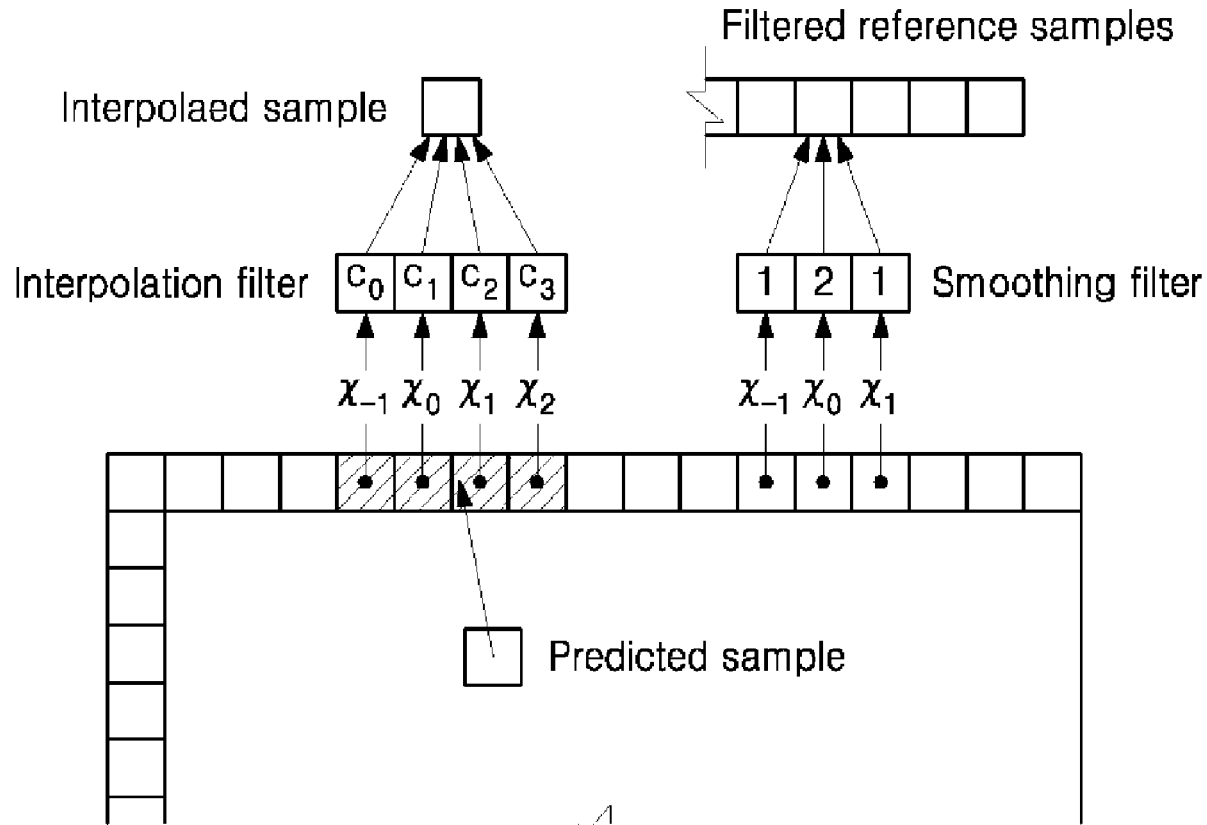 Filtered reference samples
Interpolaed sample
Interpolation filter
C₀ C₁ C₂ C₃
1 2 1
Smoothing filter
χ₋₁ χ₀ χ₁ χ₂
χ₋₁ χ₀ χ₁
Predicted sample